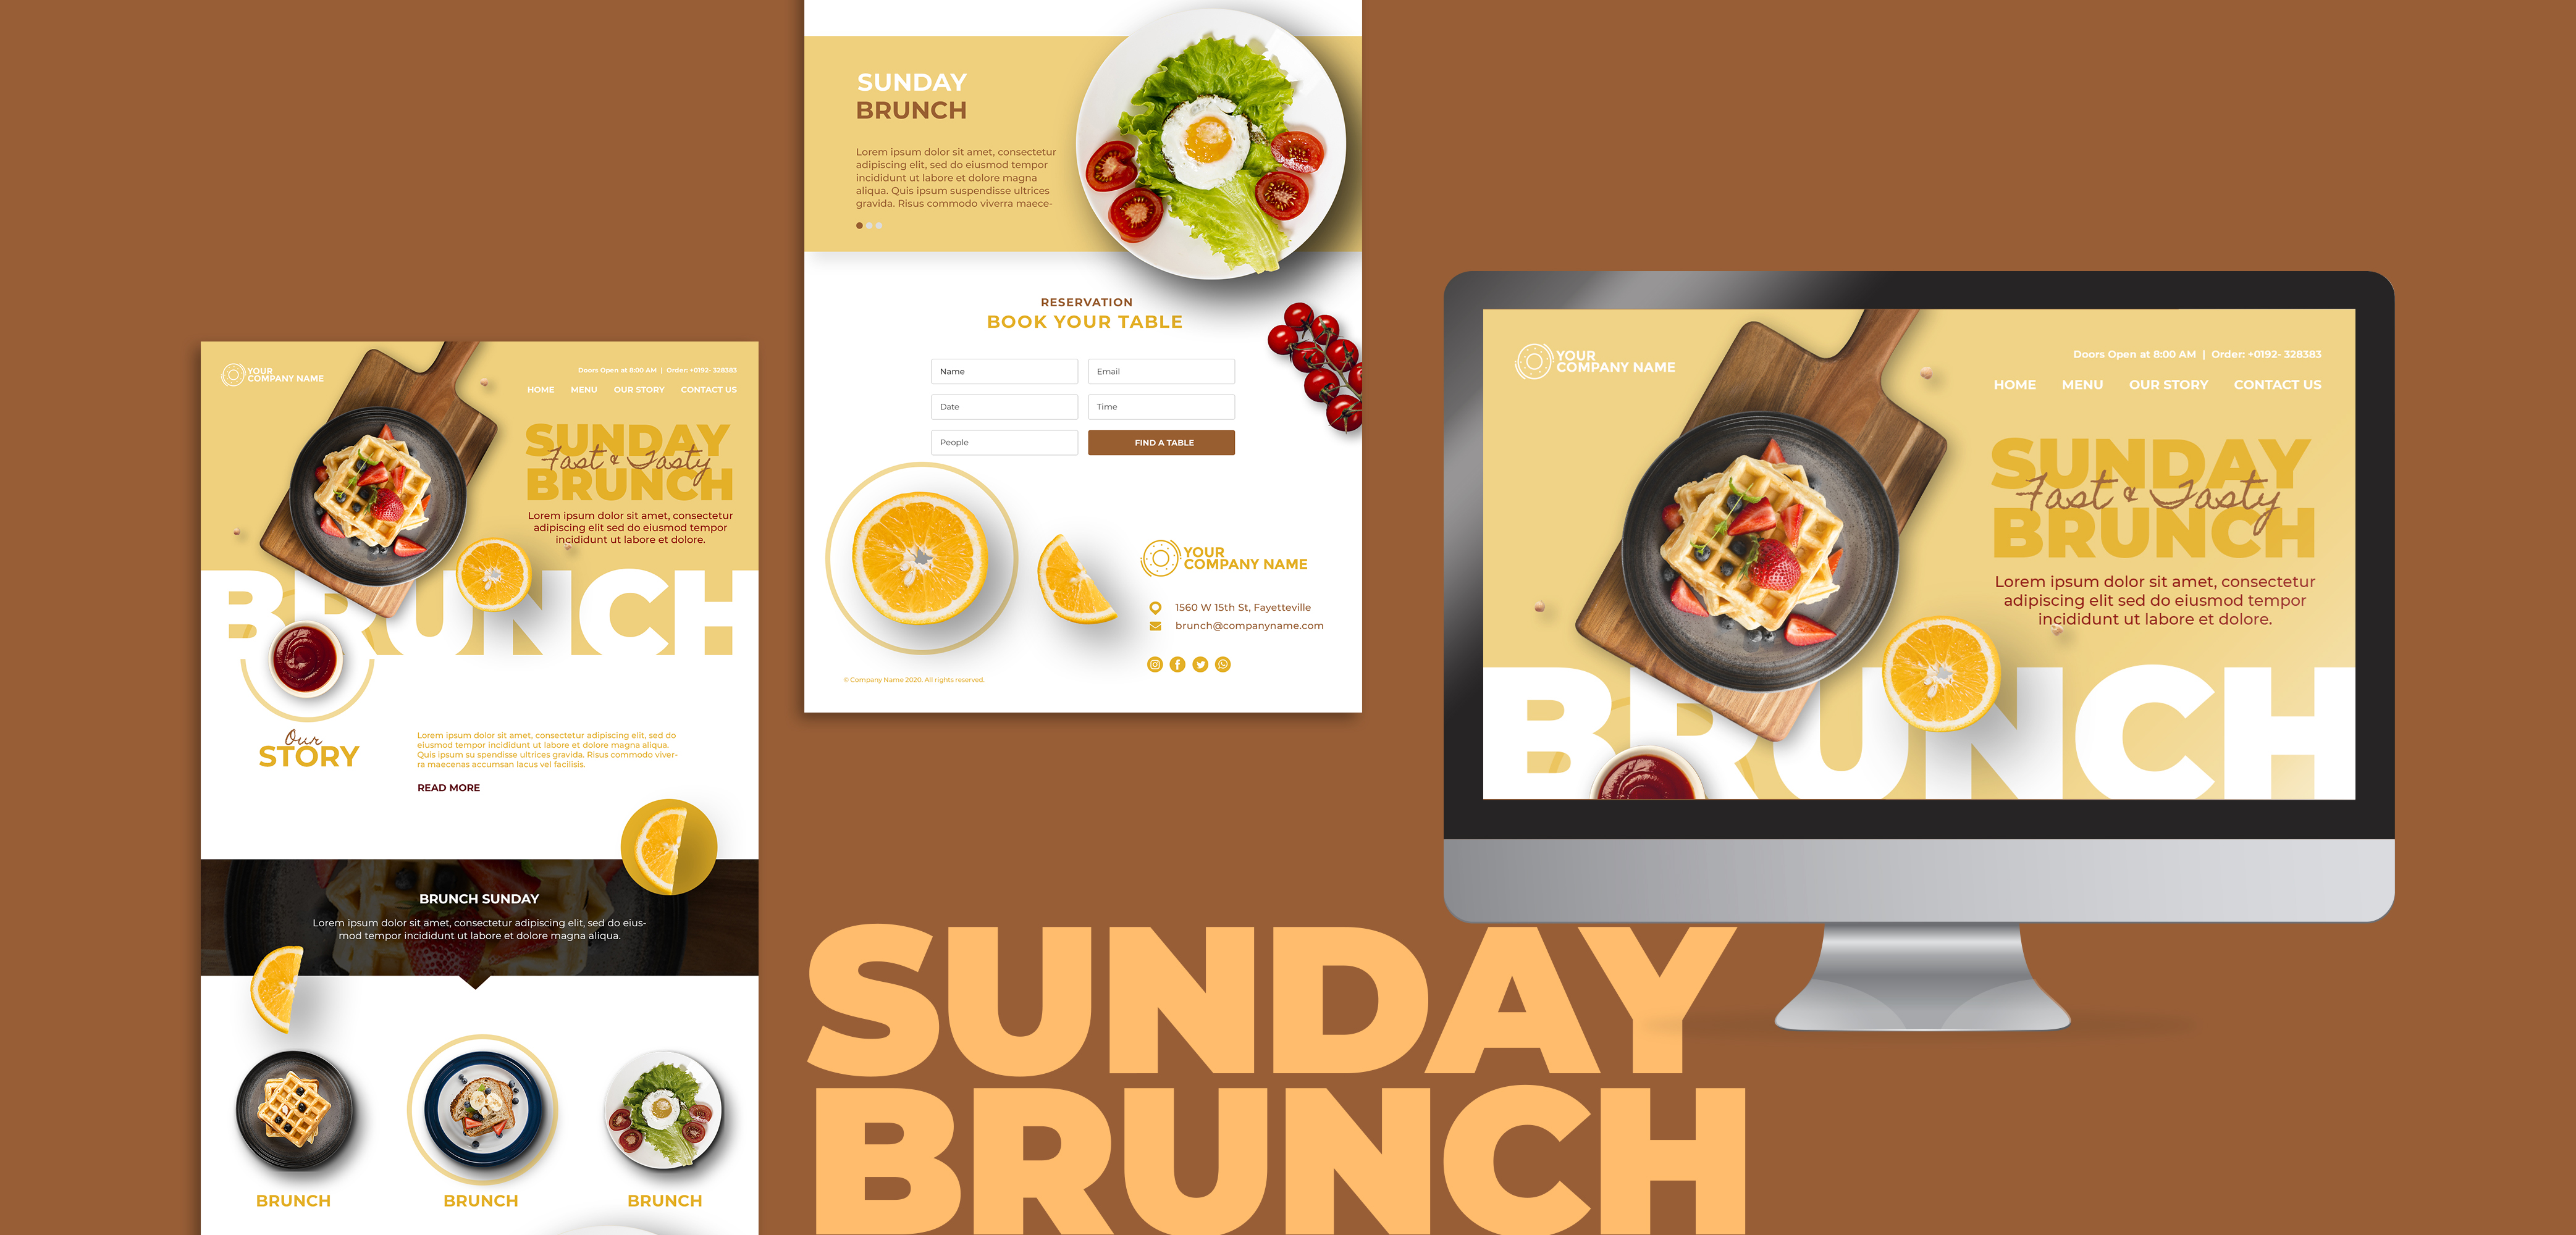 YOUR
COMPANY NAME
Doors Open at 8:00 AM | Order: +0192- 328383
HOME MENU OUR STORY CONTACT US
SUNDAY
Fast & Tasty
BRUNCH
Lorem ipsum dolor sit amet, consectetur
adipiscing elit sed do eiusmod tempor
incididunt ut labore et dolore.
BRUNCH
Our
STORY
Lorem ipsum dolor sit amet, consectetur adipiscing elit, sed do
eiusmod tempor incididunt ut labore et dolore magna aliqua.
Quis ipsum su spendisse ultrices gravida. Risus commodo viver-
ra maecenas accumsan lacus vel facilisis.
READ MORE
BRUNCH SUNDAY
Lorem ipsum dolor sit amet, consectetur adipiscing elit, sed do eius-
mod tempor incididunt ut labore et dolore magna aliqua.
BRUNCH BRUNCH BRUNCH
SUNDAY
BRUNCH
Lorem ipsum dolor sit amet, consectetur
adipiscing elit, sed do eiusmod tempor
incididunt ut labore et dolore magna
aliqua. Quis ipsum suspendisse ultrices
gravida. Risus commodo viverra maece-
RESERVATION
BOOK YOUR TABLE
Name Email
Date Time
People FIND A TABLE
YOUR
COMPANY NAME
1560 W 15th St, Fayetteville
brunch@companyname.com
© Company Name 2020. All rights reserved.
YOUR
COMPANY NAME
Doors Open at 8:00 AM | Order: +0192- 328383
HOME MENU OUR STORY CONTACT US
SUNDAY
Fast & Tasty
BRUNCH
Lorem ipsum dolor sit amet, consectetur
adipiscing elit sed do eiusmod tempor
incididunt ut labore et dolore.
BRUNCH
SUNDAY
BRUNCH